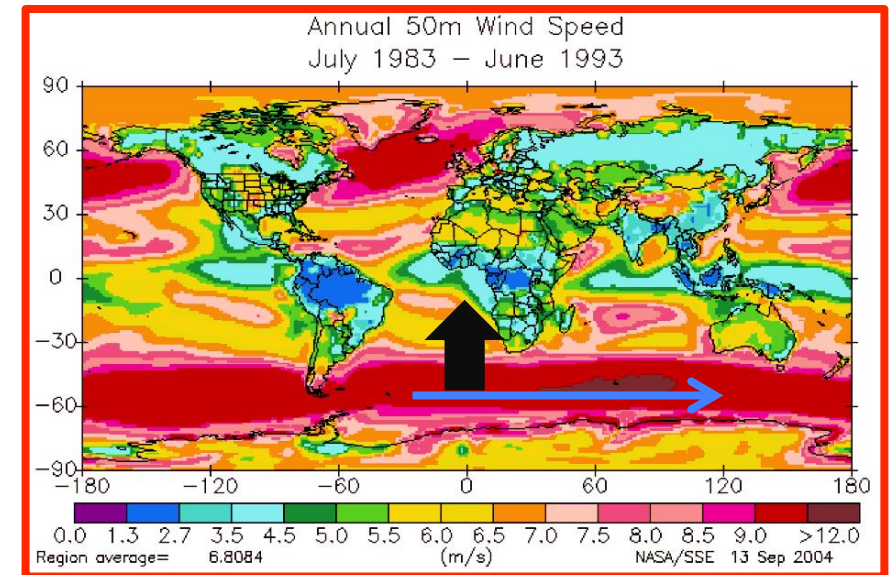 Annual 50m Wind Speed
July 1983 – June 1993
90
60
30
0
−30
−60
−90
−180 −120 −60 0 60 120 180
0.0 1.3 2.7 3.5 4.5 5.0 5.5 6.0 6.5 7.0 7.5 8.0 8.5 9.0 >12.0
Region average= 6.8084 (m/s) NASA/SSE 13 Sep 2004